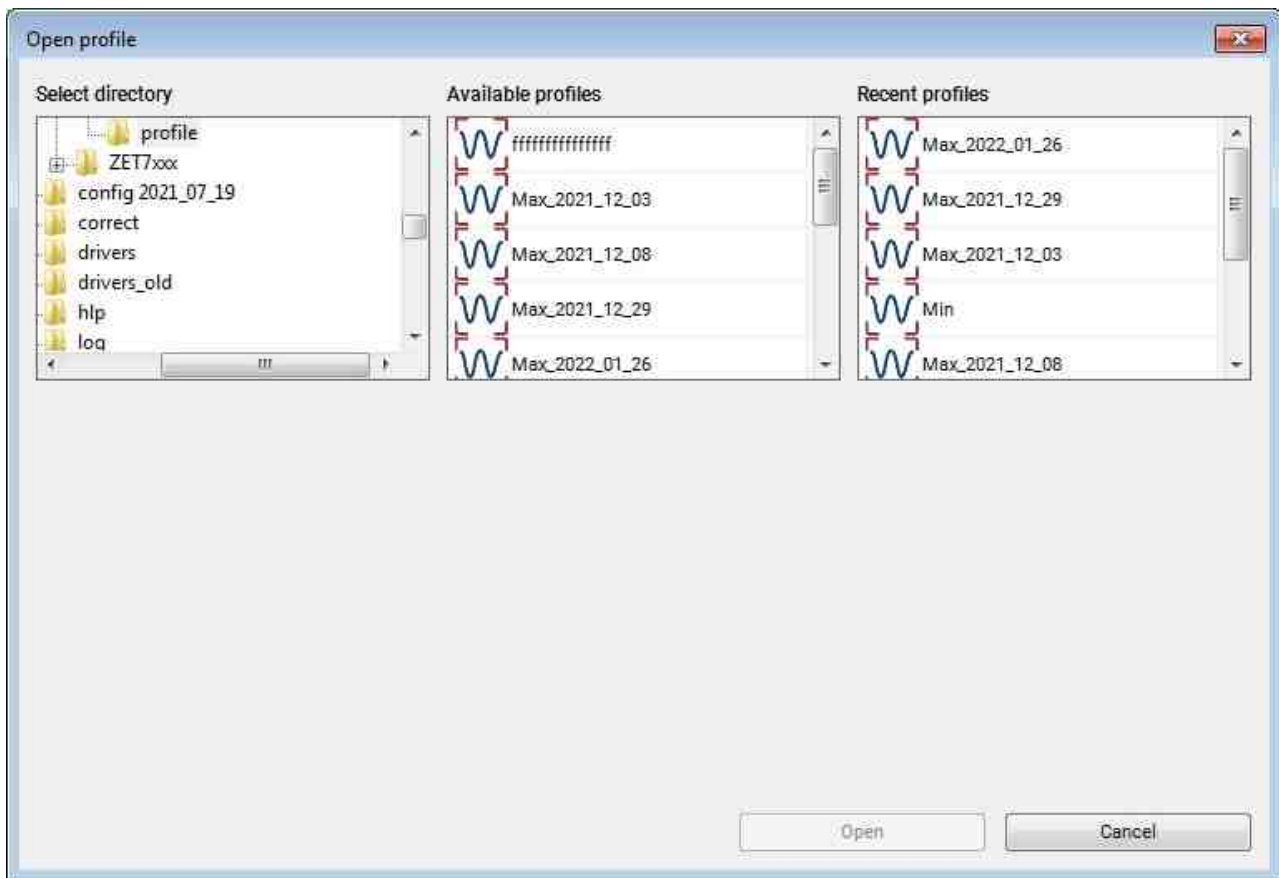 Open profile
Select directory
profile
ZET7xxx
config 2021_07_19
correct
drivers
drivers_old
hlp
log
Available profiles
fffffffffffffff
Max_2021_12_03
Max_2021_12_08
Max_2021_12_29
Max_2022_01_26
Recent profiles
Max_2022_01_26
Max_2021_12_29
Max_2021_12_03
Min
Max_2021_12_08
Open
Cancel